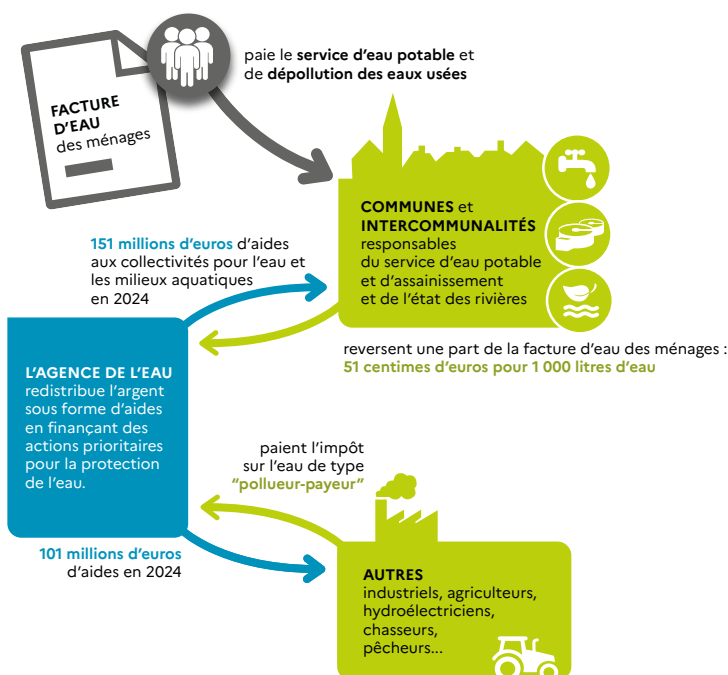 paie le service d'eau potable et
de dépollution des eaux usées
FACTURE
D'EAU
des ménages
COMMUNES et
INTERCOMMUNALITÉS
responsables
du service d'eau potable
et d'assainissement
et de l'état des rivières
151 millions d'euros d'aides
aux collectivités pour l'eau et
les milieux aquatiques
en 2024
reversent une part de la facture d'eau des ménages :
51 centimes d'euros pour 1 000 litres d'eau
L'AGENCE DE L'EAU
redistribue l'argent
sous forme d'aides
en finançant des
actions prioritaires
pour la protection
de l'eau.
paient l'impôt
sur l'eau de type
“pollueur-payeur”
101 millions d'euros
d'aides en 2024
AUTRES
industriels, agriculteurs,
hydroélectriciens,
chasseurs,
pêcheurs...